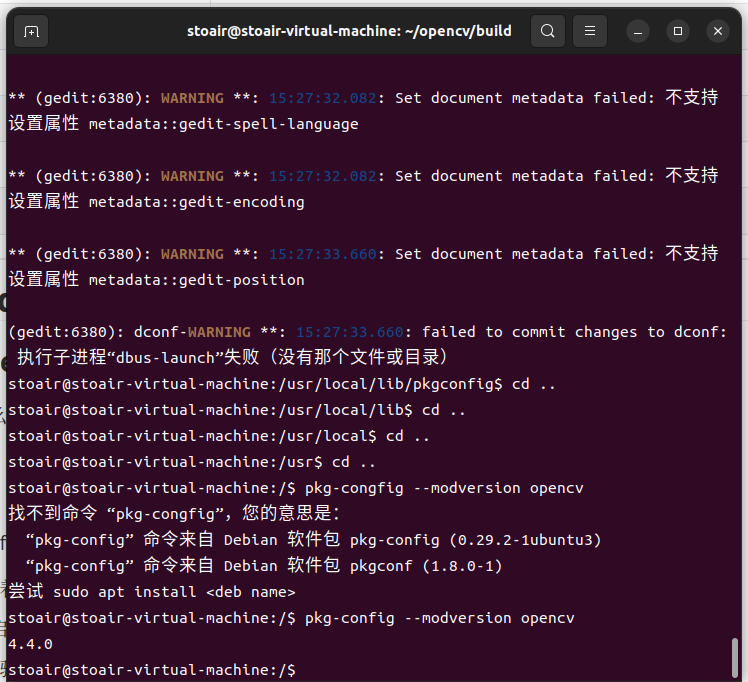 stoair@stoair-virtual-machine: ~/opencv/build
** (gedit:6380): WARNING **: 15:27:32.082: Set document metadata failed: 不支持
设置属性 metadata::gedit-spell-language
** (gedit:6380): WARNING **: 15:27:32.082: Set document metadata failed: 不支持
设置属性 metadata::gedit-encoding
** (gedit:6380): WARNING **: 15:27:33.660: Set document metadata failed: 不支持
设置属性 metadata::gedit-position
(gedit:6380): dconf-WARNING **: 15:27:33.660: failed to commit changes to dconf:
执行子进程“dbus-launch”失败（没有那个文件或目录）
stoair@stoair-virtual-machine:/usr/local/lib/pkgconfig$ cd ..
stoair@stoair-virtual-machine:/usr/local/lib$ cd ..
stoair@stoair-virtual-machine:/usr/local$ cd ..
stoair@stoair-virtual-machine:/usr$ cd ..
stoair@stoair-virtual-machine:/$ pkg-congfig --modversion opencv
找不到命令 “pkg-congfig”，您的意思是：
“pkg-config” 命令来自 Debian 软件包 pkg-config (0.29.2-1ubuntu3)
“pkg-config” 命令来自 Debian 软件包 pkgconf (1.8.0-1)
尝试 sudo apt install <deb name>
stoair@stoair-virtual-machine:/$ pkg-config --modversion opencv
4.4.0
stoair@stoair-virtual-machine:/$